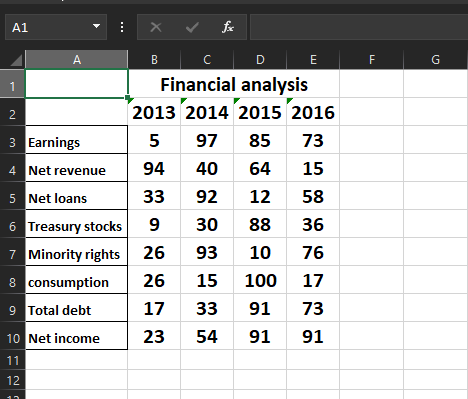 A1 fx
A B C D E F G
1 Financial analysis
2 2013 2014 2015 2016
3 Earnings 5 97 85 73
4 Net revenue 94 40 64 15
5 Net loans 33 92 12 58
6 Treasury stocks 9 30 88 36
7 Minority rights 26 93 10 76
8 consumption 26 15 100 17
9 Total debt 17 33 91 73
10 Net income 23 54 91 91
11
12